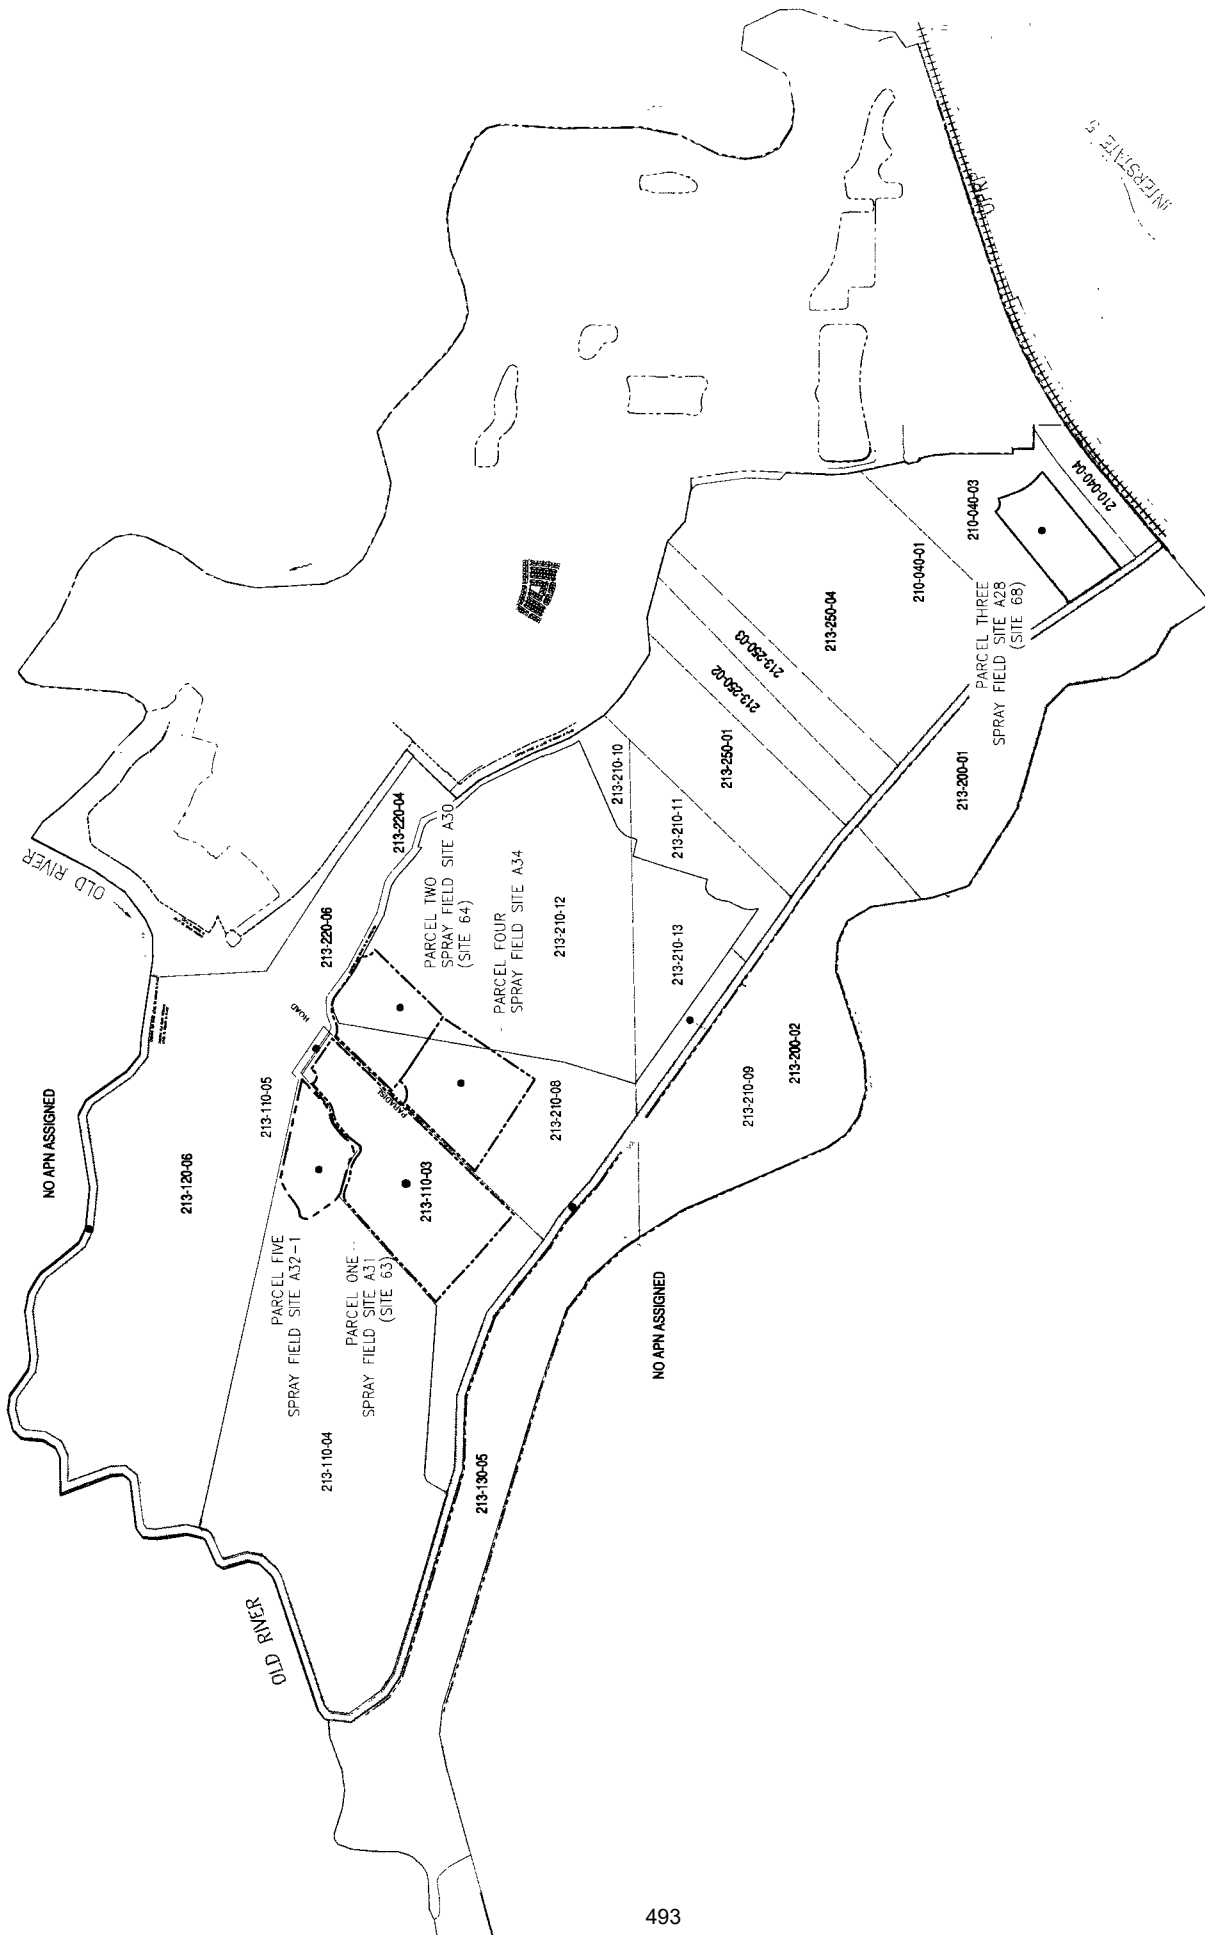 INTERSTATE 5
UPRR
OLD RIVER
NO APN ASSIGNED
213-120-06
213-110-05
213-220-06
213-220-04
ROAD
PARADISE
PARCEL TWO
SPRAY FIELD SITE A30
(SITE 64)
PARCEL FOUR
SPRAY FIELD SITE A34
213-210-12
213-210-10
213-210-11
213-210-13
213-250-01
213-250-02
213-250-03
213-250-04
210-040-01
210-040-03
210-040-04
PARCEL THREE
SPRAY FIELD SITE A28
(SITE 68)
213-200-01
213-200-02
213-210-09
213-210-08
213-110-03
PARCEL FIVE
SPRAY FIELD SITE A32-1
PARCEL ONE
SPRAY FIELD SITE A31
(SITE 63)
213-110-04
213-130-05
NO APN ASSIGNED
OLD RIVER
493